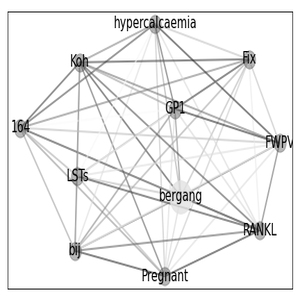 hypercalcaemia
Koh
Fix
GP1
164
FWPV
LSTs
bergang
RANKL
bij
Pregnant